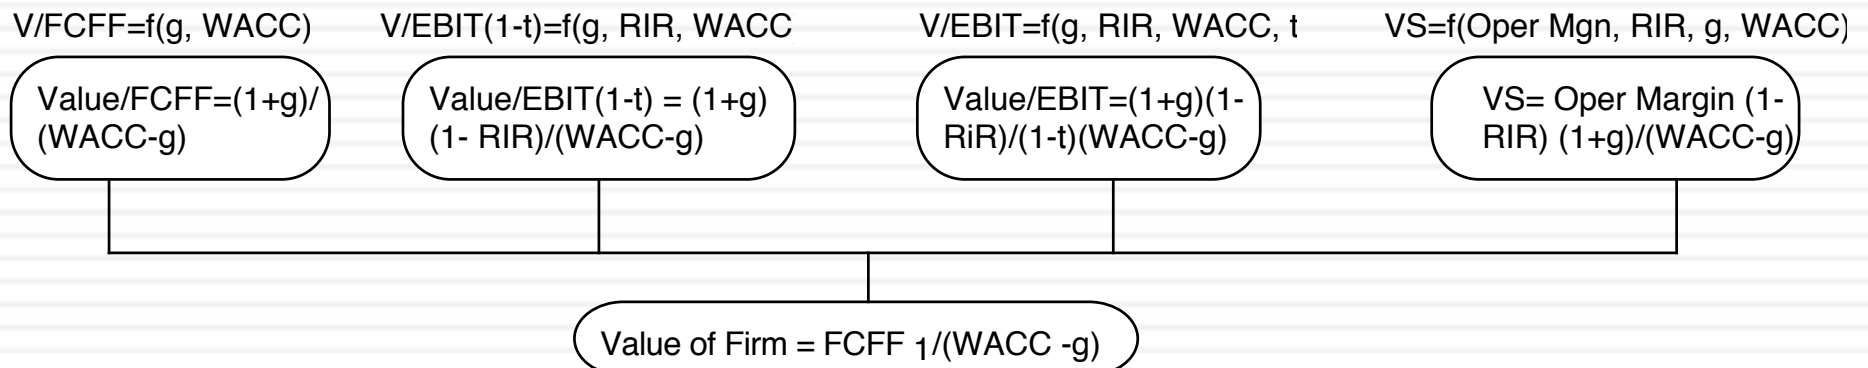 V/FCFF=f(g, WACC)
V/EBIT(1-t)=f(g, RIR, WACC
V/EBIT=f(g, RIR, WACC, t
VS=f(Oper Mgn, RIR, g, WACC)
Value/FCFF=(1+g)/
(WACC-g)
Value/EBIT(1-t) = (1+g)
(1- RIR)/(WACC-g)
Value/EBIT=(1+g)(1-
RiR)/(1-t)(WACC-g)
VS= Oper Margin (1-
RIR) (1+g)/(WACC-g)
Value of Firm = FCFF 1/(WACC -g)